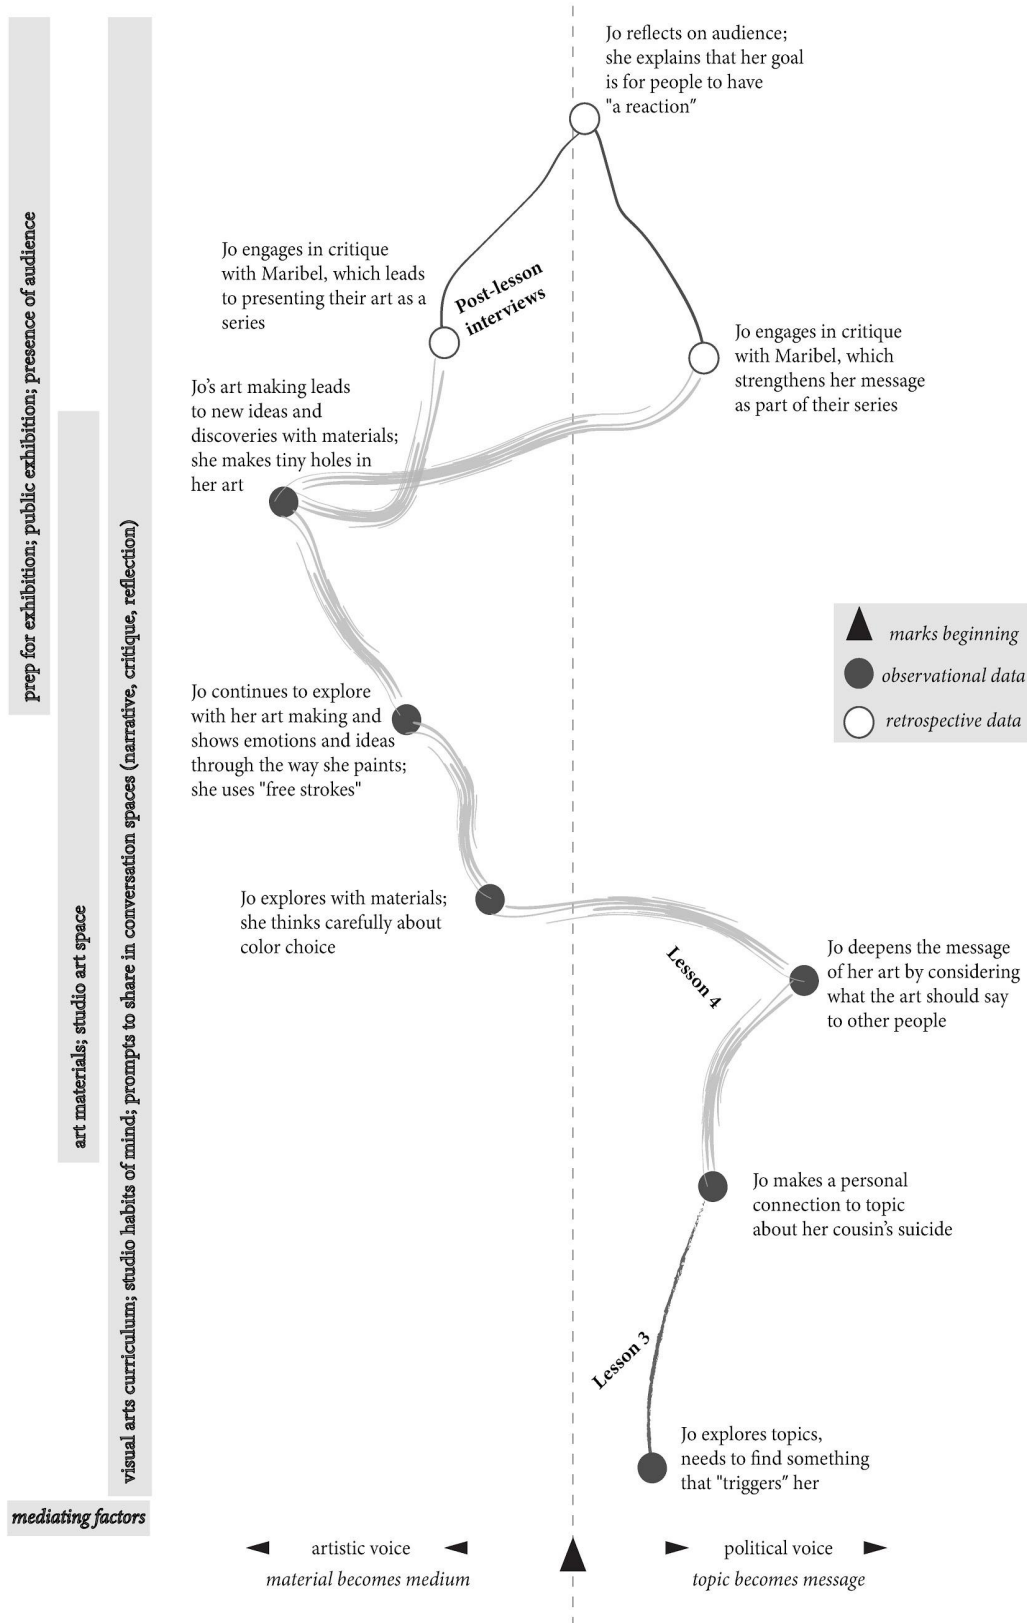 Jo reflects on audience;
she explains that her goal
is for people to have
"a reaction"
Jo engages in critique
with Maribel, which leads
to presenting their art as a
series
Post-lesson
interviews
Jo engages in critique
with Maribel, which
strengthens her message
as part of their series
Jo's art making leads
to new ideas and
discoveries with materials;
she makes tiny holes in
her art
marks beginning
observational data
retrospective data
Jo continues to explore
with her art making and
shows emotions and ideas
through the way she paints;
she uses "free strokes"
Jo explores with materials;
she thinks carefully about
color choice
Lesson 4
Jo deepens the message
of her art by considering
what the art should say
to other people
Jo makes a personal
connection to topic
about her cousin's suicide
Lesson 3
Jo explores topics,
needs to find something
that "triggers" her
prep for exhibition; public exhibition; presence of audience
art materials; studio art space
visual arts curriculum; studio habits of mind; prompts to share in conversation spaces (narrative, critique, reflection)
mediating factors
artistic voice
material becomes medium
political voice
topic becomes message